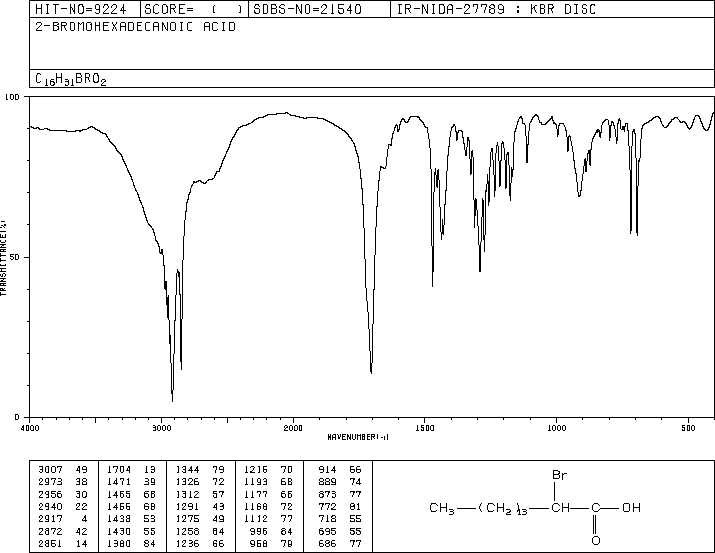 HIT-NO=9224 SCORE= ( ) SDBS-NO=21540 IR-NIDA-27789 : KBR DISC
2-BROMOHEXADECANOIC ACID
C16H31BRO2
100
50
0
TRANSMITTANCE(%)
4000 3000 2000 1500 1000 500
WAVENUMBER(-1)
3007 49 1704 13 1344 79 1216 70 914 66
2973 38 1471 39 1326 72 1193 68 889 74
2956 30 1465 68 1312 57 1177 66 873 77
2940 22 1455 68 1291 43 1168 72 772 81
2917 4 1438 53 1275 49 1112 77 718 55
2872 42 1430 55 1258 64 996 84 695 55
2851 14 1380 84 1236 66 958 79 686 77
Br
CH3 (CH2)13 CH C OH
O